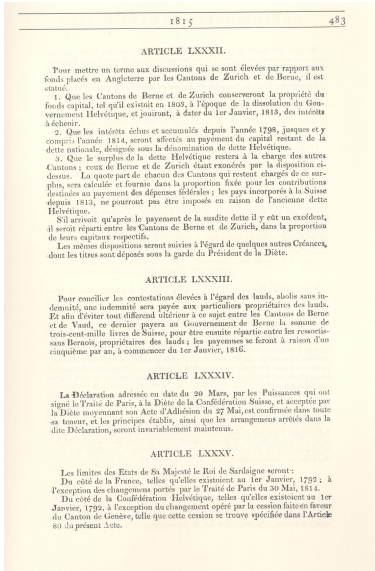 1815 483
ARTICLE LXXXII.
Pour mettre un terme aux discussions qui se sont élevées par rapport aux
fonds placés en Angleterre par les Cantons de Zurich et de Berne, il est
statué.
1. Que les Cantons de Berne et de Zurich conserveront la propriété du
fonds capital, tel qu'il existoit en 1803, à l'époque de la dissolution du Gou-
vernement Helvétique, et jouiront, à dater du 1er Janvier, 1813, des intérêts
à échoeir.
2. Que les intérêts échus et accumulés depuis l'année 1798, jusques et y
compris l'année 1814, seront affectés au payement du capital restant de la
dette nationale, désignée sous la dénomination de dette Helvétique.
3. Que le surplus de la dette Helvétique restera à la charge des autres
Cantons ; ceux de Berne et de Zurich étant exonérés par la disposition ci-
dessus. La quote part de chacun des Cantons qui restent chargés de ce sur-
plus, sera calculée et fournie dans la proportion fixée pour les contributions
destinées au payement des dépenses fédérales ; les pays incorporés à la Suisse
depuis 1813, ne pourront pas être imposés en raison de l'ancienne dette
Helvétique.
S'il arrivoit qu'après le payement de la susdite dette il y eût un excédent,
il seroit réparti entre les Cantons de Berne et de Zurich, dans la proportion
de leurs capitaux respectifs.
Les mêmes dispositions seront suivies à l'égard de quelques autres Créances,
dont les titres sont déposés sous la garde du Président de la Diète.
ARTICLE LXXXIII.
Pour concilier les contestations élevées à l'égard des lauds, abolis sans in-
demnité, une indemnité sera payée aux particuliers propriétaires des lauds.
Et afin d'éviter tout différend ultérieur à ce sujet entre les Cantons de Berne
et de Vaud, ce dernier payera au Gouvernement de Berne la somme de
trois-cent-mille livres de Suisse, pour être ensuite répartie entre les ressortis-
sans Bernois, propriétaires des lauds ; les payemens se feront à raison d'un
cinquième par an, à commencer du 1er Janvier, 1816.
ARTICLE LXXXIV.
La Déclaration adressée en date du 20 Mars, par les Puissances qui ont
signé le Traité de Paris, à la Diète de la Confédération Suisse, et acceptée par
la Diète moyennant son Acte d'Adhésion du 27 Mai, est confirmée dans toute
sa teneur, et les principes établis, ainsi que les arrangemens arrêtés dans la
dite Déclaration, seront invariablement maintenus.
ARTICLE LXXXV.
Les limites des Etats de Sa Majesté le Roi de Sardaigne seront :
Du côté de la France, telles qu'elles existoient au 1er Janvier, 1792 ; à
l'exception des changemens portés par le Traité de Paris du 30 Mai, 1814.
Du côté de la Confédération Helvétique, telles qu'elles existoient au 1er
Janvier, 1792, à l'exception du changement opéré par la cession faite en faveur
du Canton de Genève, telle que cette cession se trouve spécifiée dans l'Article
80 du présent Acte.